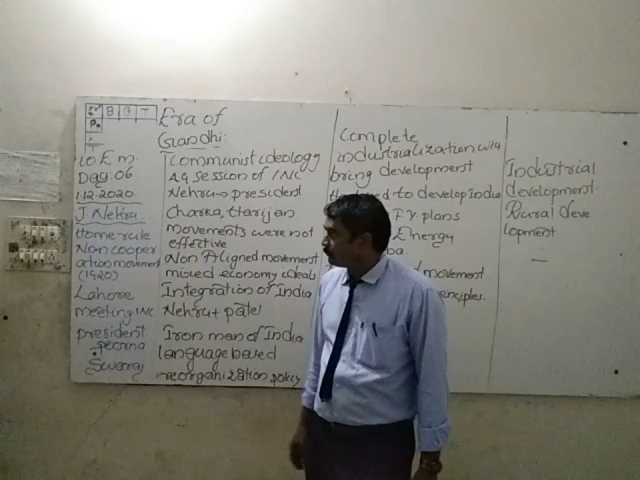 B
B
T
Era of
Gandhi:
10 Em
Day:06
1.12.2020
J. Nehru:
Home-rule
Non cooper
ation movement
(1920)
Lahore
meeting INC
president
poorna
Swaraj
Communist ideology
session of INC
Nehru → president
Charka, Harijan
movements were not
effective
Non Aligned movement
mixed economy ideals
Integration of India
Nehru + patel
Iron man of India
language based
reorganization policy
Complete
industrialization will
bring development
to develop India
F.Y. plans
Energy
movement
principles.
Industrial
development.
Rural deve
lopment